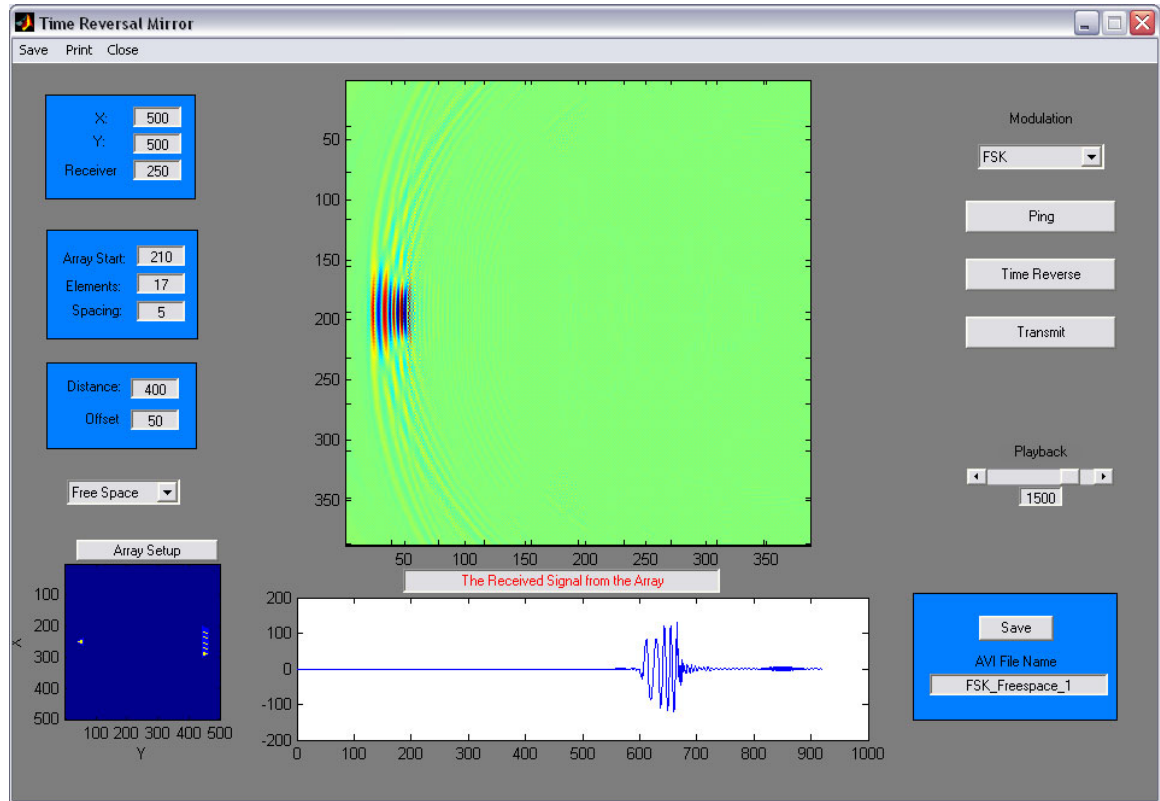 Time Reversal Mirror
Save Print Close
X: 500
Y: 500
Receiver 250
Array Start: 210
Elements: 17
Spacing: 5
Distance: 400
Offset 50
Free Space
Array Setup
100
200
300
400
500
X
100 200 300 400 500
Y
50
100
150
200
250
300
350
50 100 150 200 250 300 350
The Received Signal from the Array
200
100
0
-100
-200
0 100 200 300 400 500 600 700 800 900 1000
Modulation
FSK
Ping
Time Reverse
Transmit
Playback
1500
Save
AVI File Name
FSK_Freespace_1